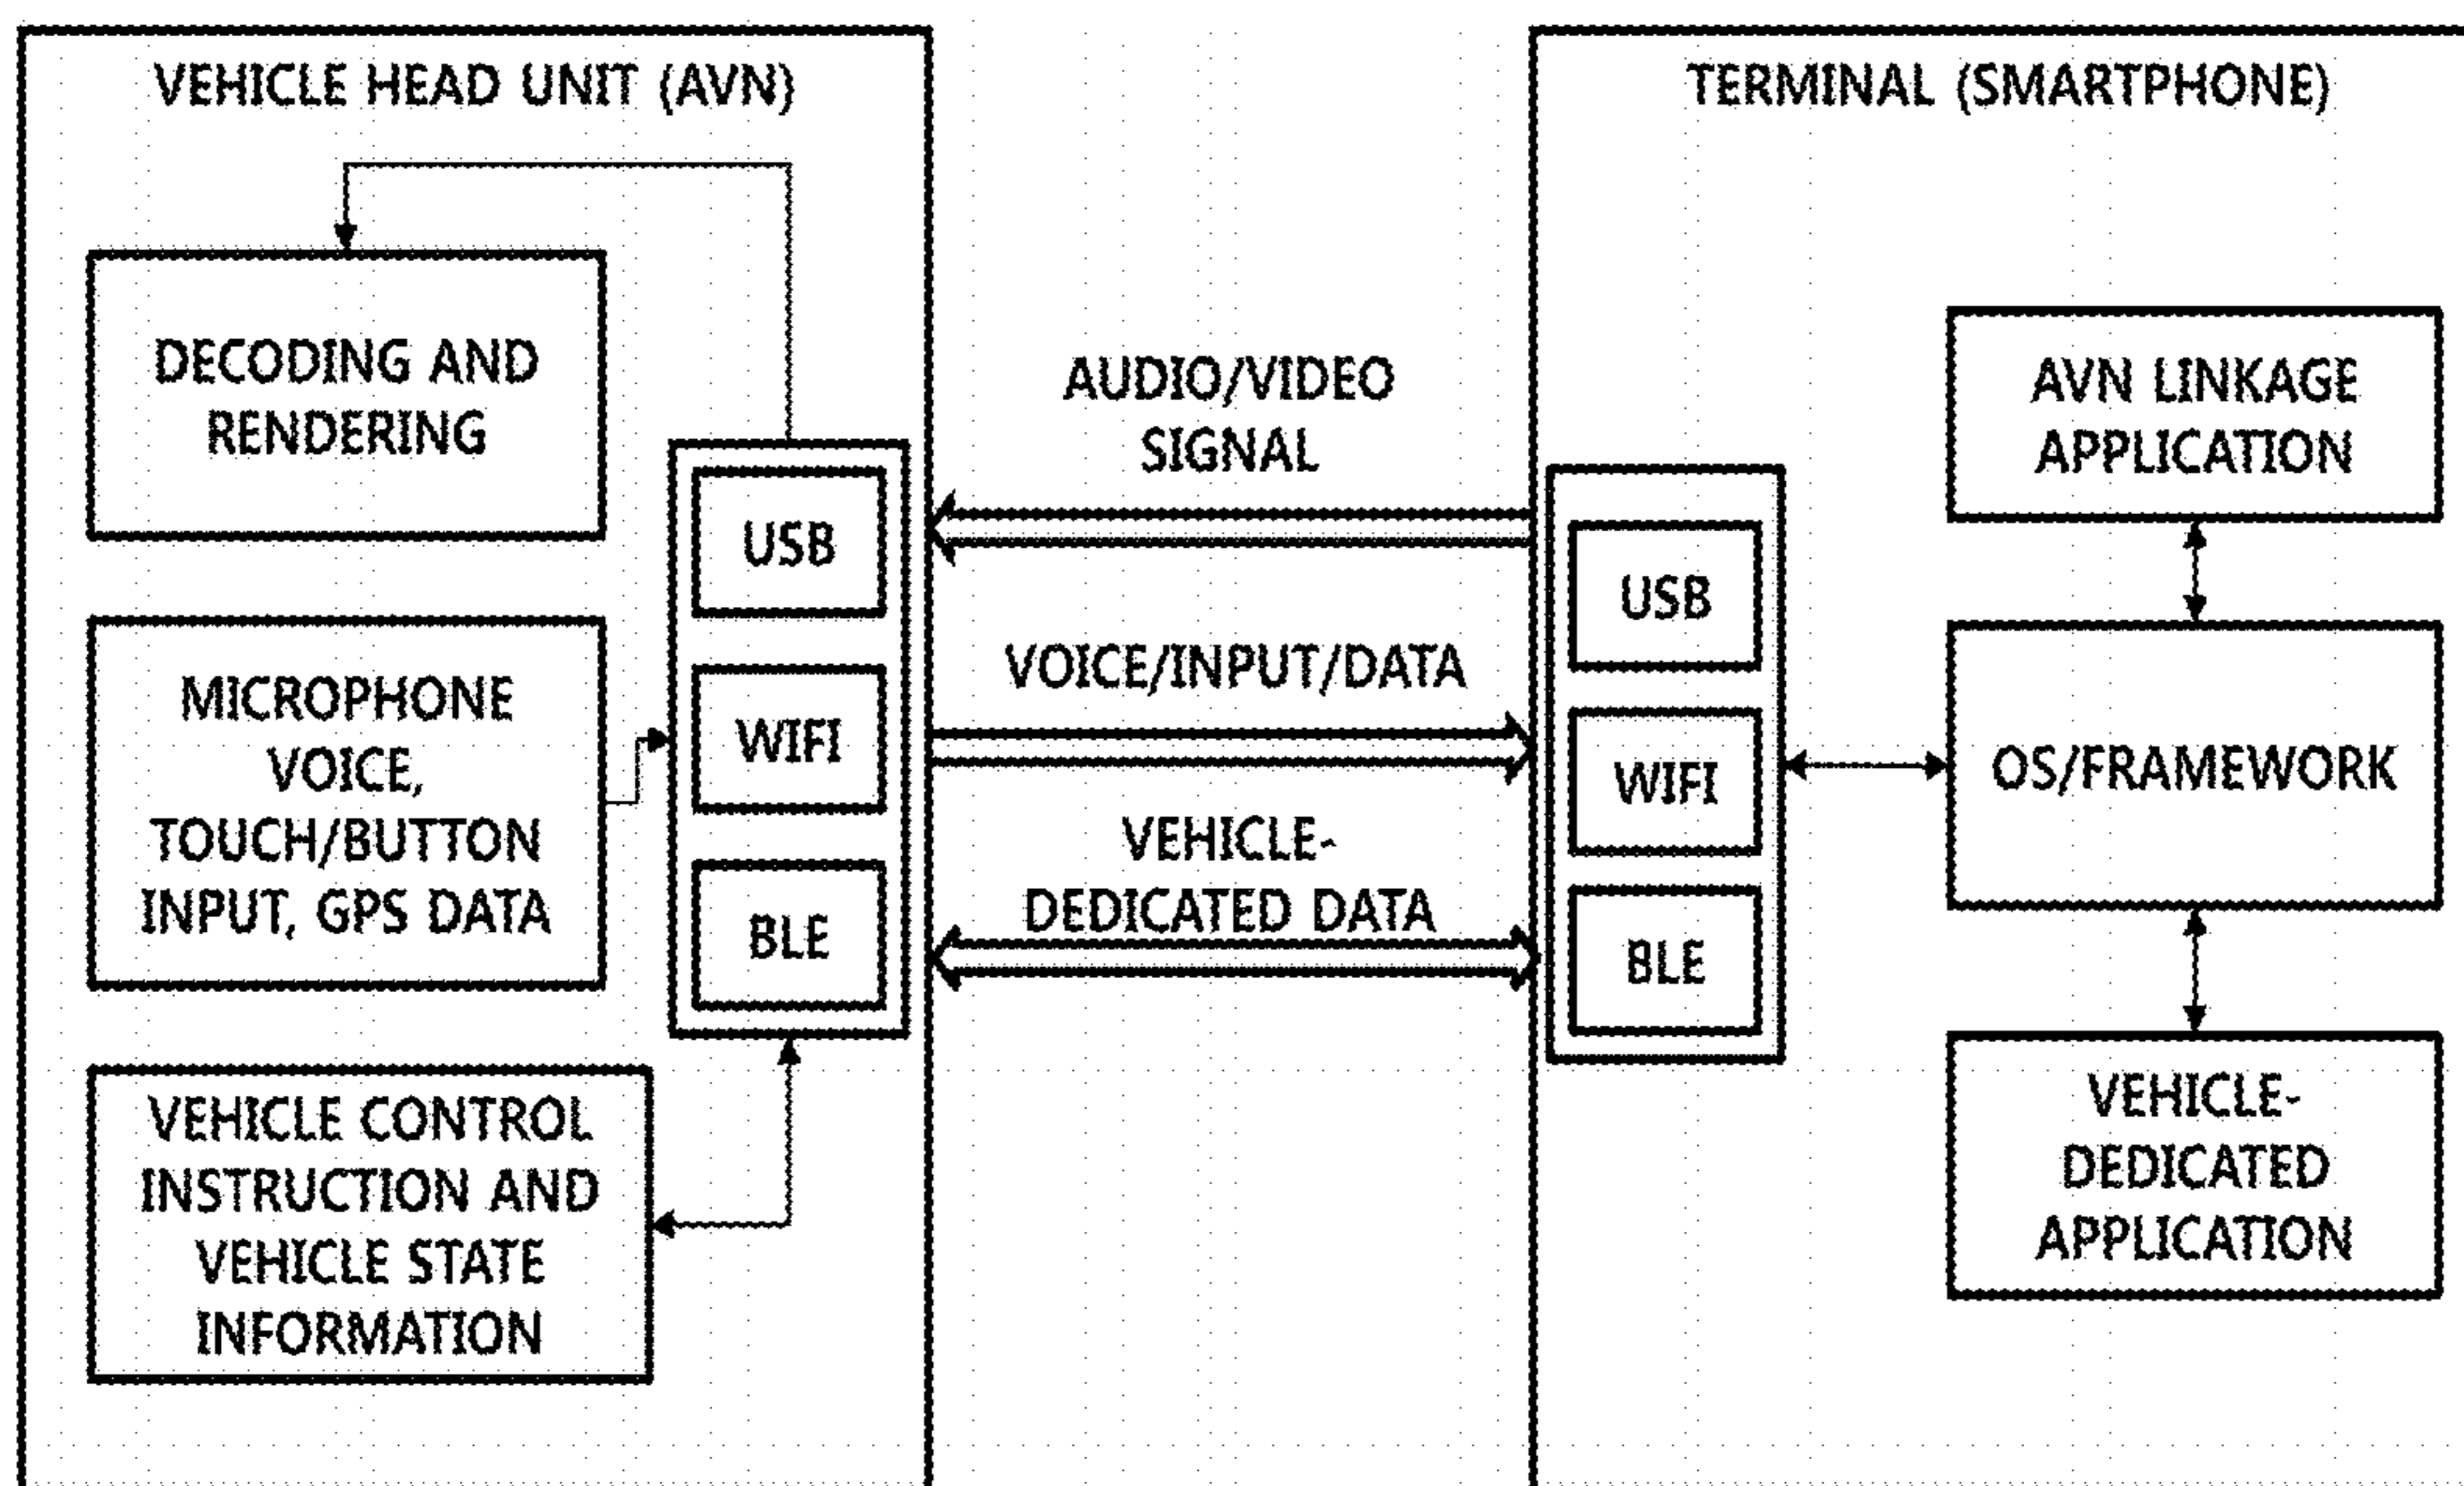 VEHICLE HEAD UNIT (AVN)
DECODING AND
RENDERING
MICROPHONE
VOICE,
TOUCH/BUTTON
INPUT, GPS DATA
VEHICLE CONTROL
INSTRUCTION AND
VEHICLE STATE
INFORMATION
USB
WIFI
BLE
AUDIO/VIDEO
SIGNAL
VOICE/INPUT/DATA
VEHICLE-
DEDICATED DATA
TERMINAL (SMARTPHONE)
USB
WIFI
BLE
AVN LINKAGE
APPLICATION
OS/FRAMEWORK
VEHICLE-
DEDICATED
APPLICATION